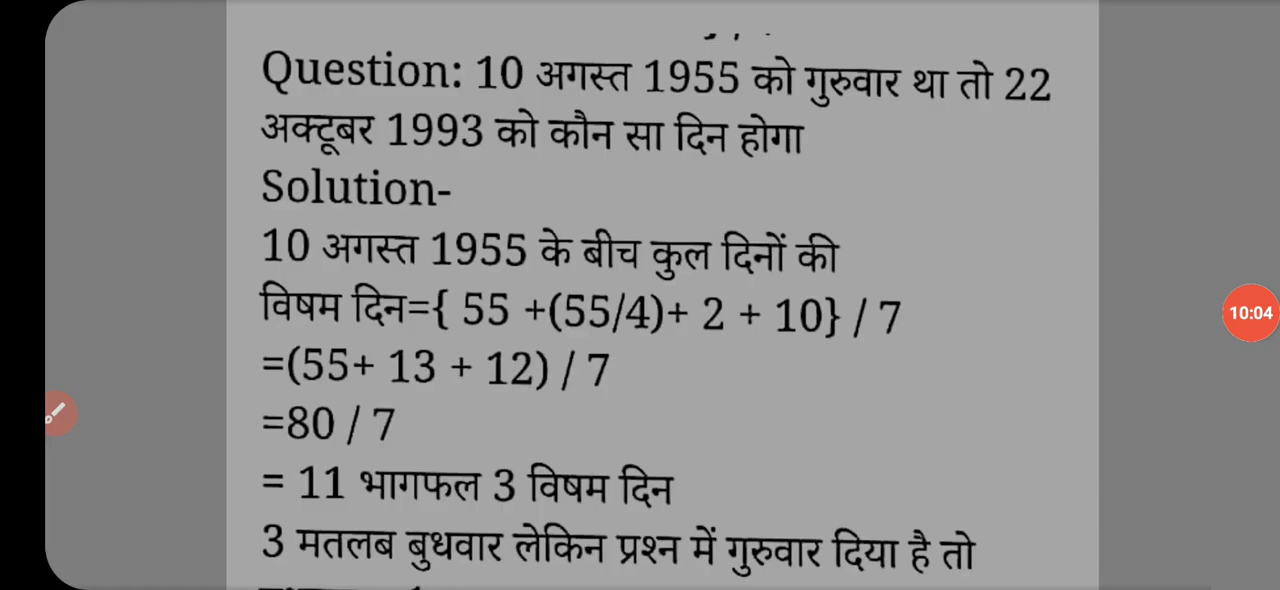 Question: 10 अगस्त 1955 को गुरुवार था तो 22
अक्टूबर 1993 को कौन सा दिन होगा
Solution-
10 अगस्त 1955 के बीच कुल दिनों की
विषम दिन={ 55 +(55/4)+ 2 + 10} / 7
=(55+ 13 + 12) / 7
=80 / 7
= 11 भागफल 3 विषम दिन
3 मतलब बुधवार लेकिन प्रश्न में गुरुवार दिया है तो
10:04